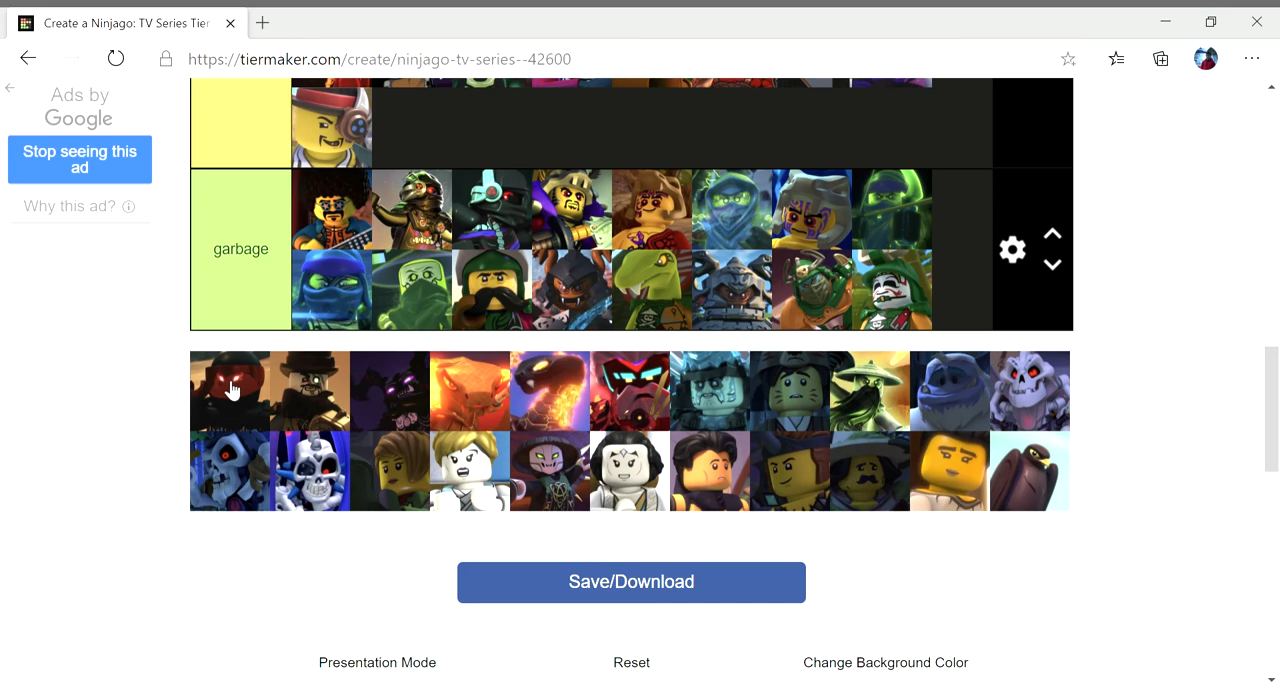 Create a Ninjago: TV Series Tier
https://tiermaker.com/create/ninjago-tv-series--42600
Ads by
Google
Stop seeing this
ad
Why this ad?
garbage
Save/Download
Presentation Mode
Reset
Change Background Color